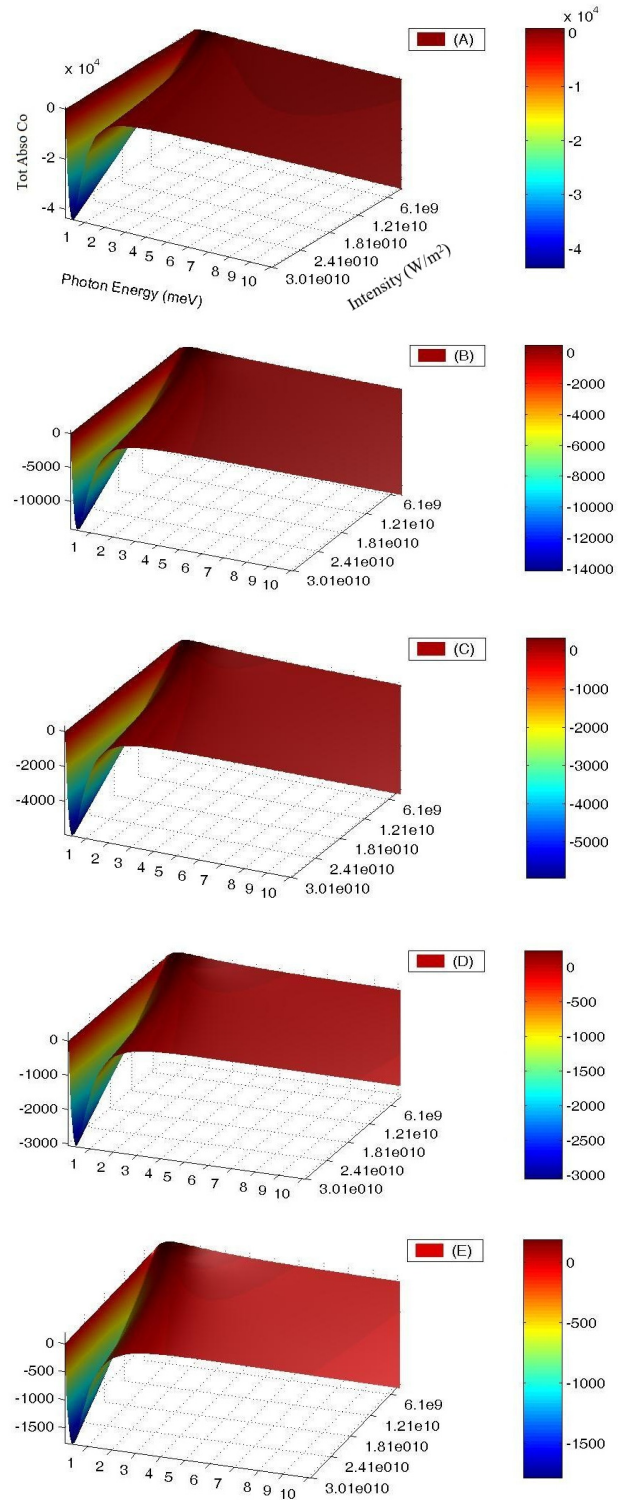 x 10⁴
(A)
x 10⁴
0
-2
-4
Tot Abso Co
1 2 3 4 5 6 7 8 9 10
Photon Energy (meV)
6.1e9
1.21e10
1.81e010
2.41e010
3.01e010
Intensity (W/m²)
0
-1
-2
-3
-4
(B)
0
-5000
-10000
1 2 3 4 5 6 7 8 9 10
6.1e9
1.21e10
1.81e010
2.41e010
3.01e010
0
-2000
-4000
-6000
-8000
-10000
-12000
-14000
(C)
0
-2000
-4000
1 2 3 4 5 6 7 8 9 10
6.1e9
1.21e10
1.81e010
2.41e010
3.01e010
0
-1000
-2000
-3000
-4000
-5000
(D)
0
-1000
-2000
-3000
1 2 3 4 5 6 7 8 9 10
6.1e9
1.21e10
1.81e010
2.41e010
3.01e010
0
-500
-1000
-1500
-2000
-2500
-3000
(E)
0
-500
-1000
-1500
1 2 3 4 5 6 7 8 9 10
6.1e9
1.21e10
1.81e010
2.41e010
3.01e010
0
-500
-1000
-1500